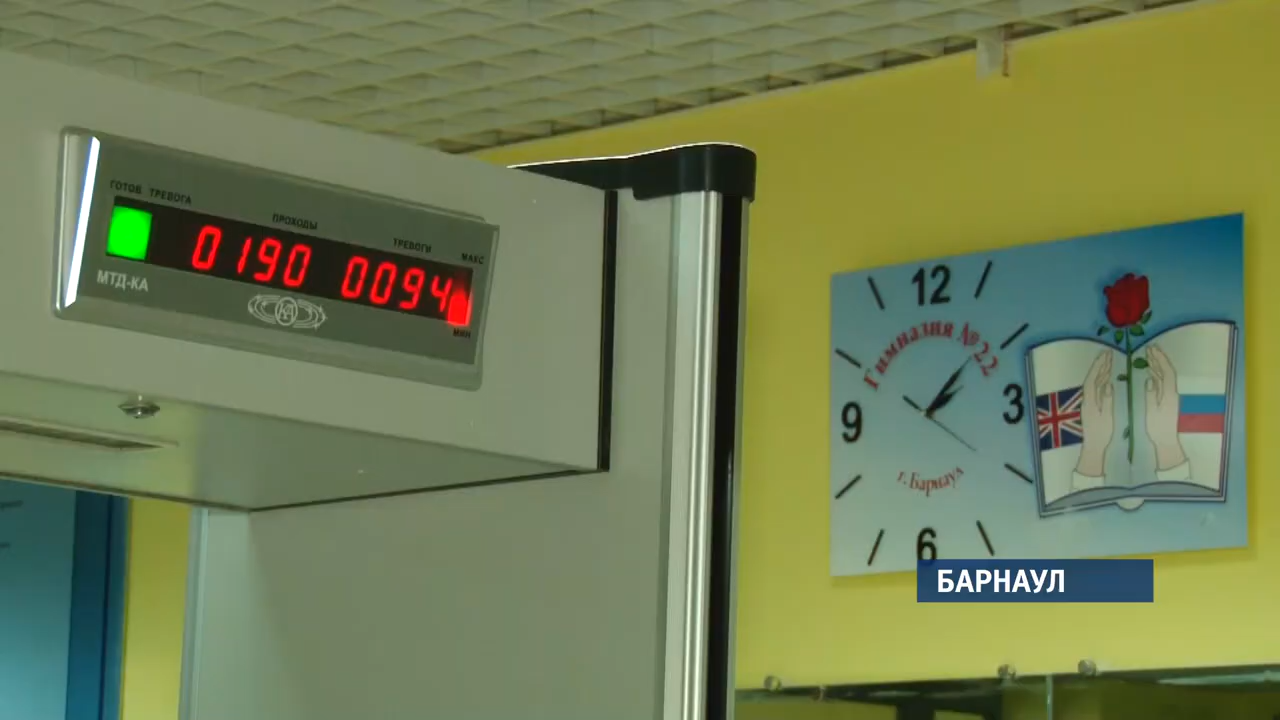 ГОТОВ ТРЕВОГА
ПРОХОДЫ
ТРЕВОГИ
МАКС
0190 0094
МТД-КА
КА
МИН
12
Гимназия № 22
9
3
г. Барнаул
6
БАРНАУЛ